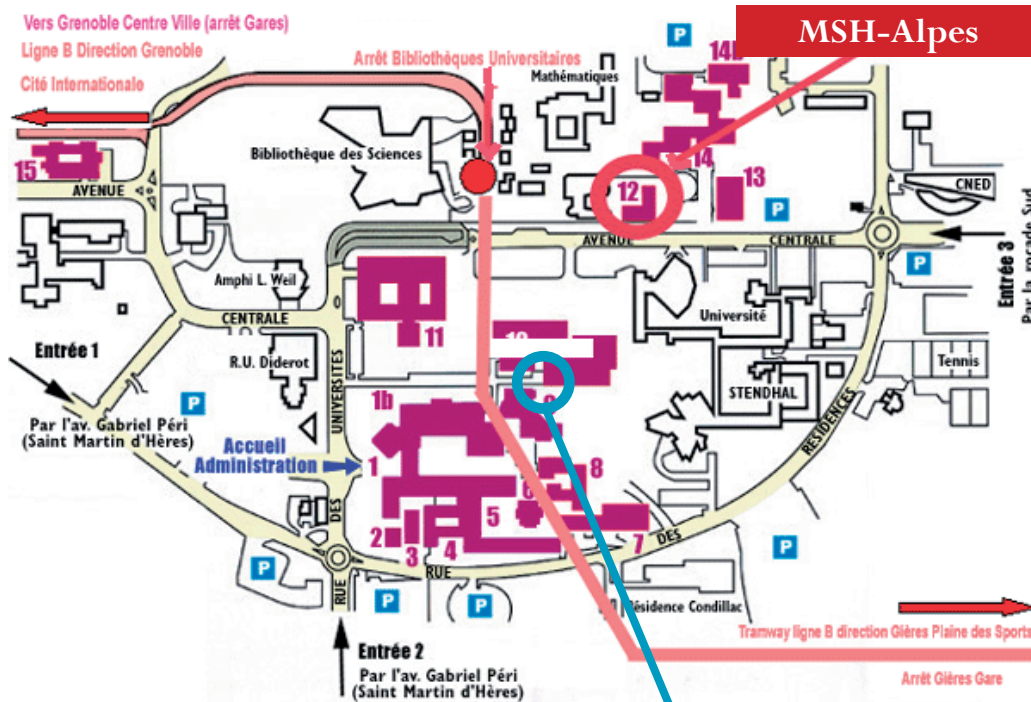 Vers Grenoble Centre Ville (arrêt Gares)
Ligne B Direction Grenoble
Cité Internationale
MSH-Alpes
P
14b
Arrêt Bibliothèques Universitaires
Mathématiques
Bibliothèque des Sciences
15
AVENUE
14
12
13
CNED
P
AVENUE
CENTRALE
P
Entrée 3
Par la rocade Sud
Amphi L. Weil
CENTRALE
11
Université
STENDHAL
Tennis
Entrée 1
Par l'av. Gabriel Péri
(Saint Martin d'Hères)
R.U. Diderot
P
1b
9
Accueil
Administration
1
8
6
5
2
3
4
7
RUE DES UNIVERSITES
RUE DES RÉSIDENCES
P
P
P
P
Résidence Condillac
Tramway ligne B direction Gières Plaine des Sports
Arrêt Gières Gare
Entrée 2
Par l'av. Gabriel Péri
(Saint Martin d'Hères)